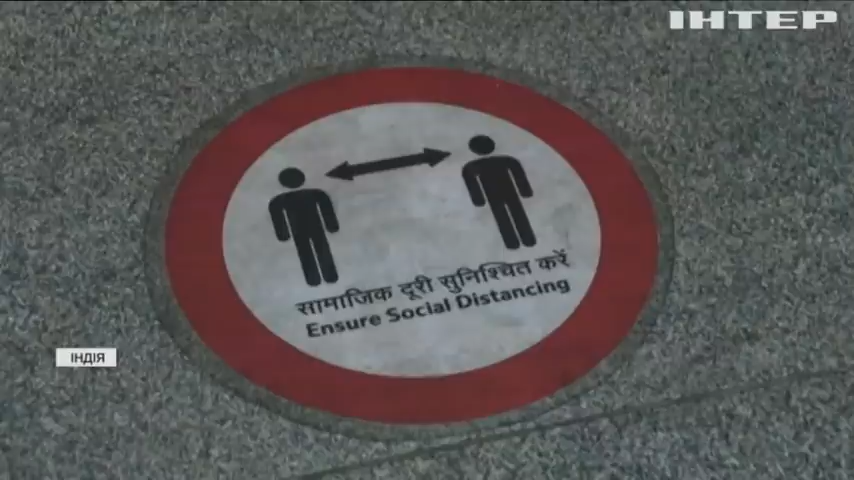 ІНТЕР
सामाजिक दूरी सुनिश्चित करें
Ensure Social Distancing
ІНДІЯ